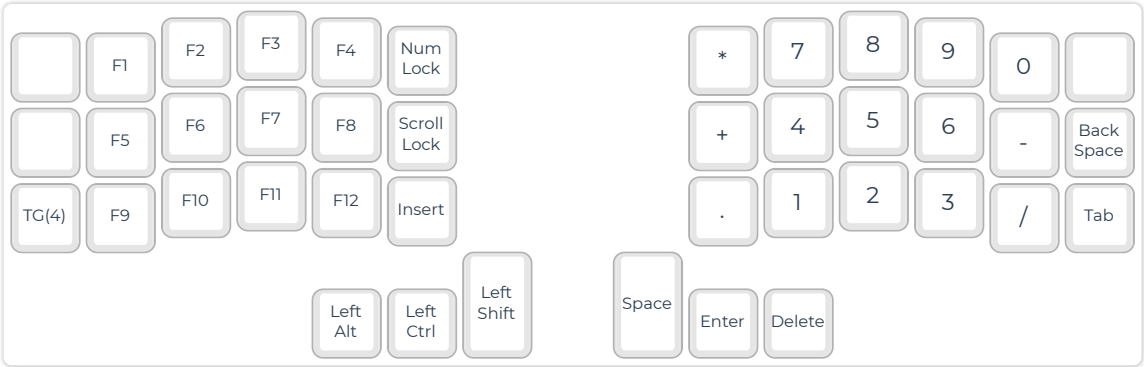 F1
F2
F3
F4
Num
Lock
*
7
8
9
0
F5
F6
F7
F8
Scroll
Lock
+
4
5
6
-
Back
Space
TG(4)
F9
F10
F11
F12
Insert
.
1
2
3
/
Tab
Left
Alt
Left
Ctrl
Left
Shift
Space
Enter
Delete